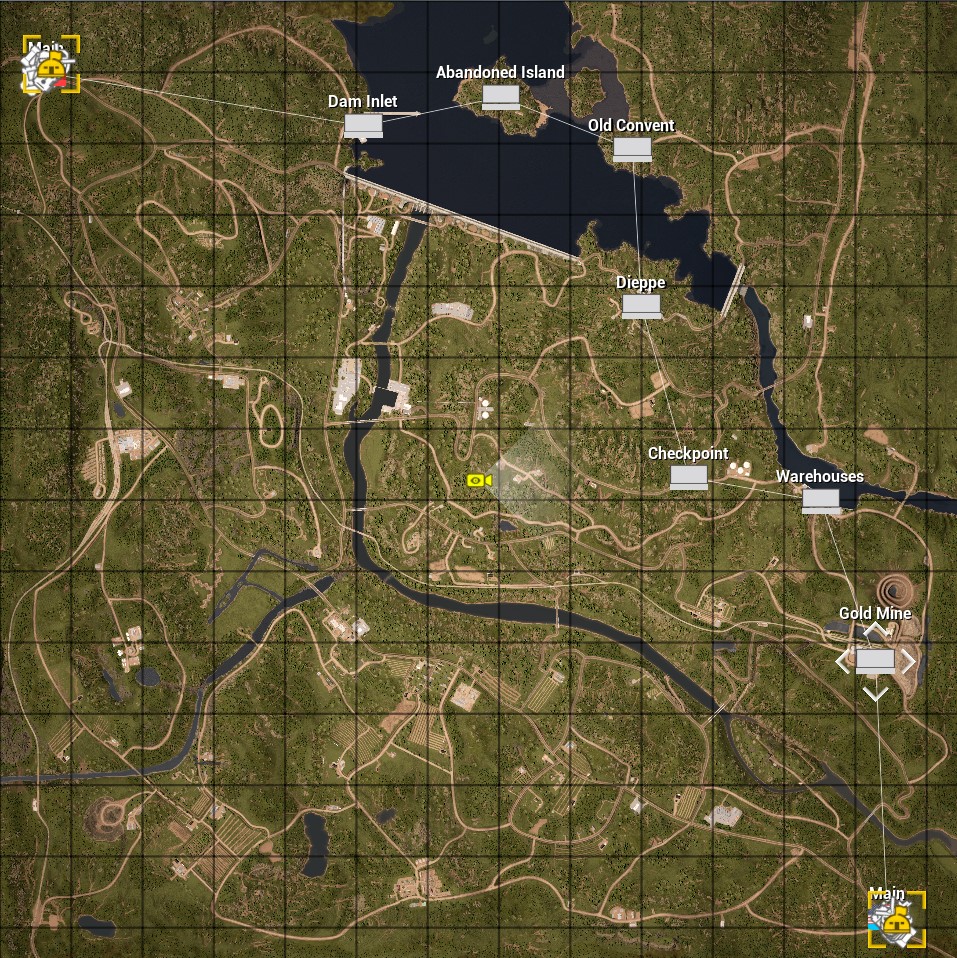 Main
Abandoned Island
Dam Inlet
Old Convent
Dieppe
Checkpoint
Warehouses
Gold Mine
Main